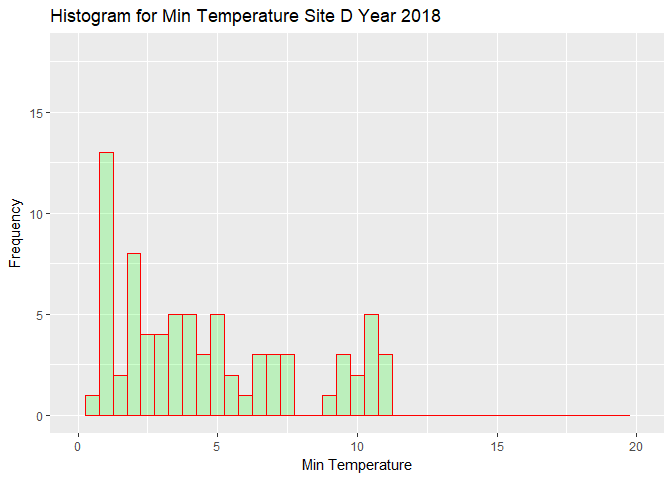 Histogram for Min Temperature Site D Year 2018
Frequency
15
10
5
0
0 5 10 15 20
Min Temperature